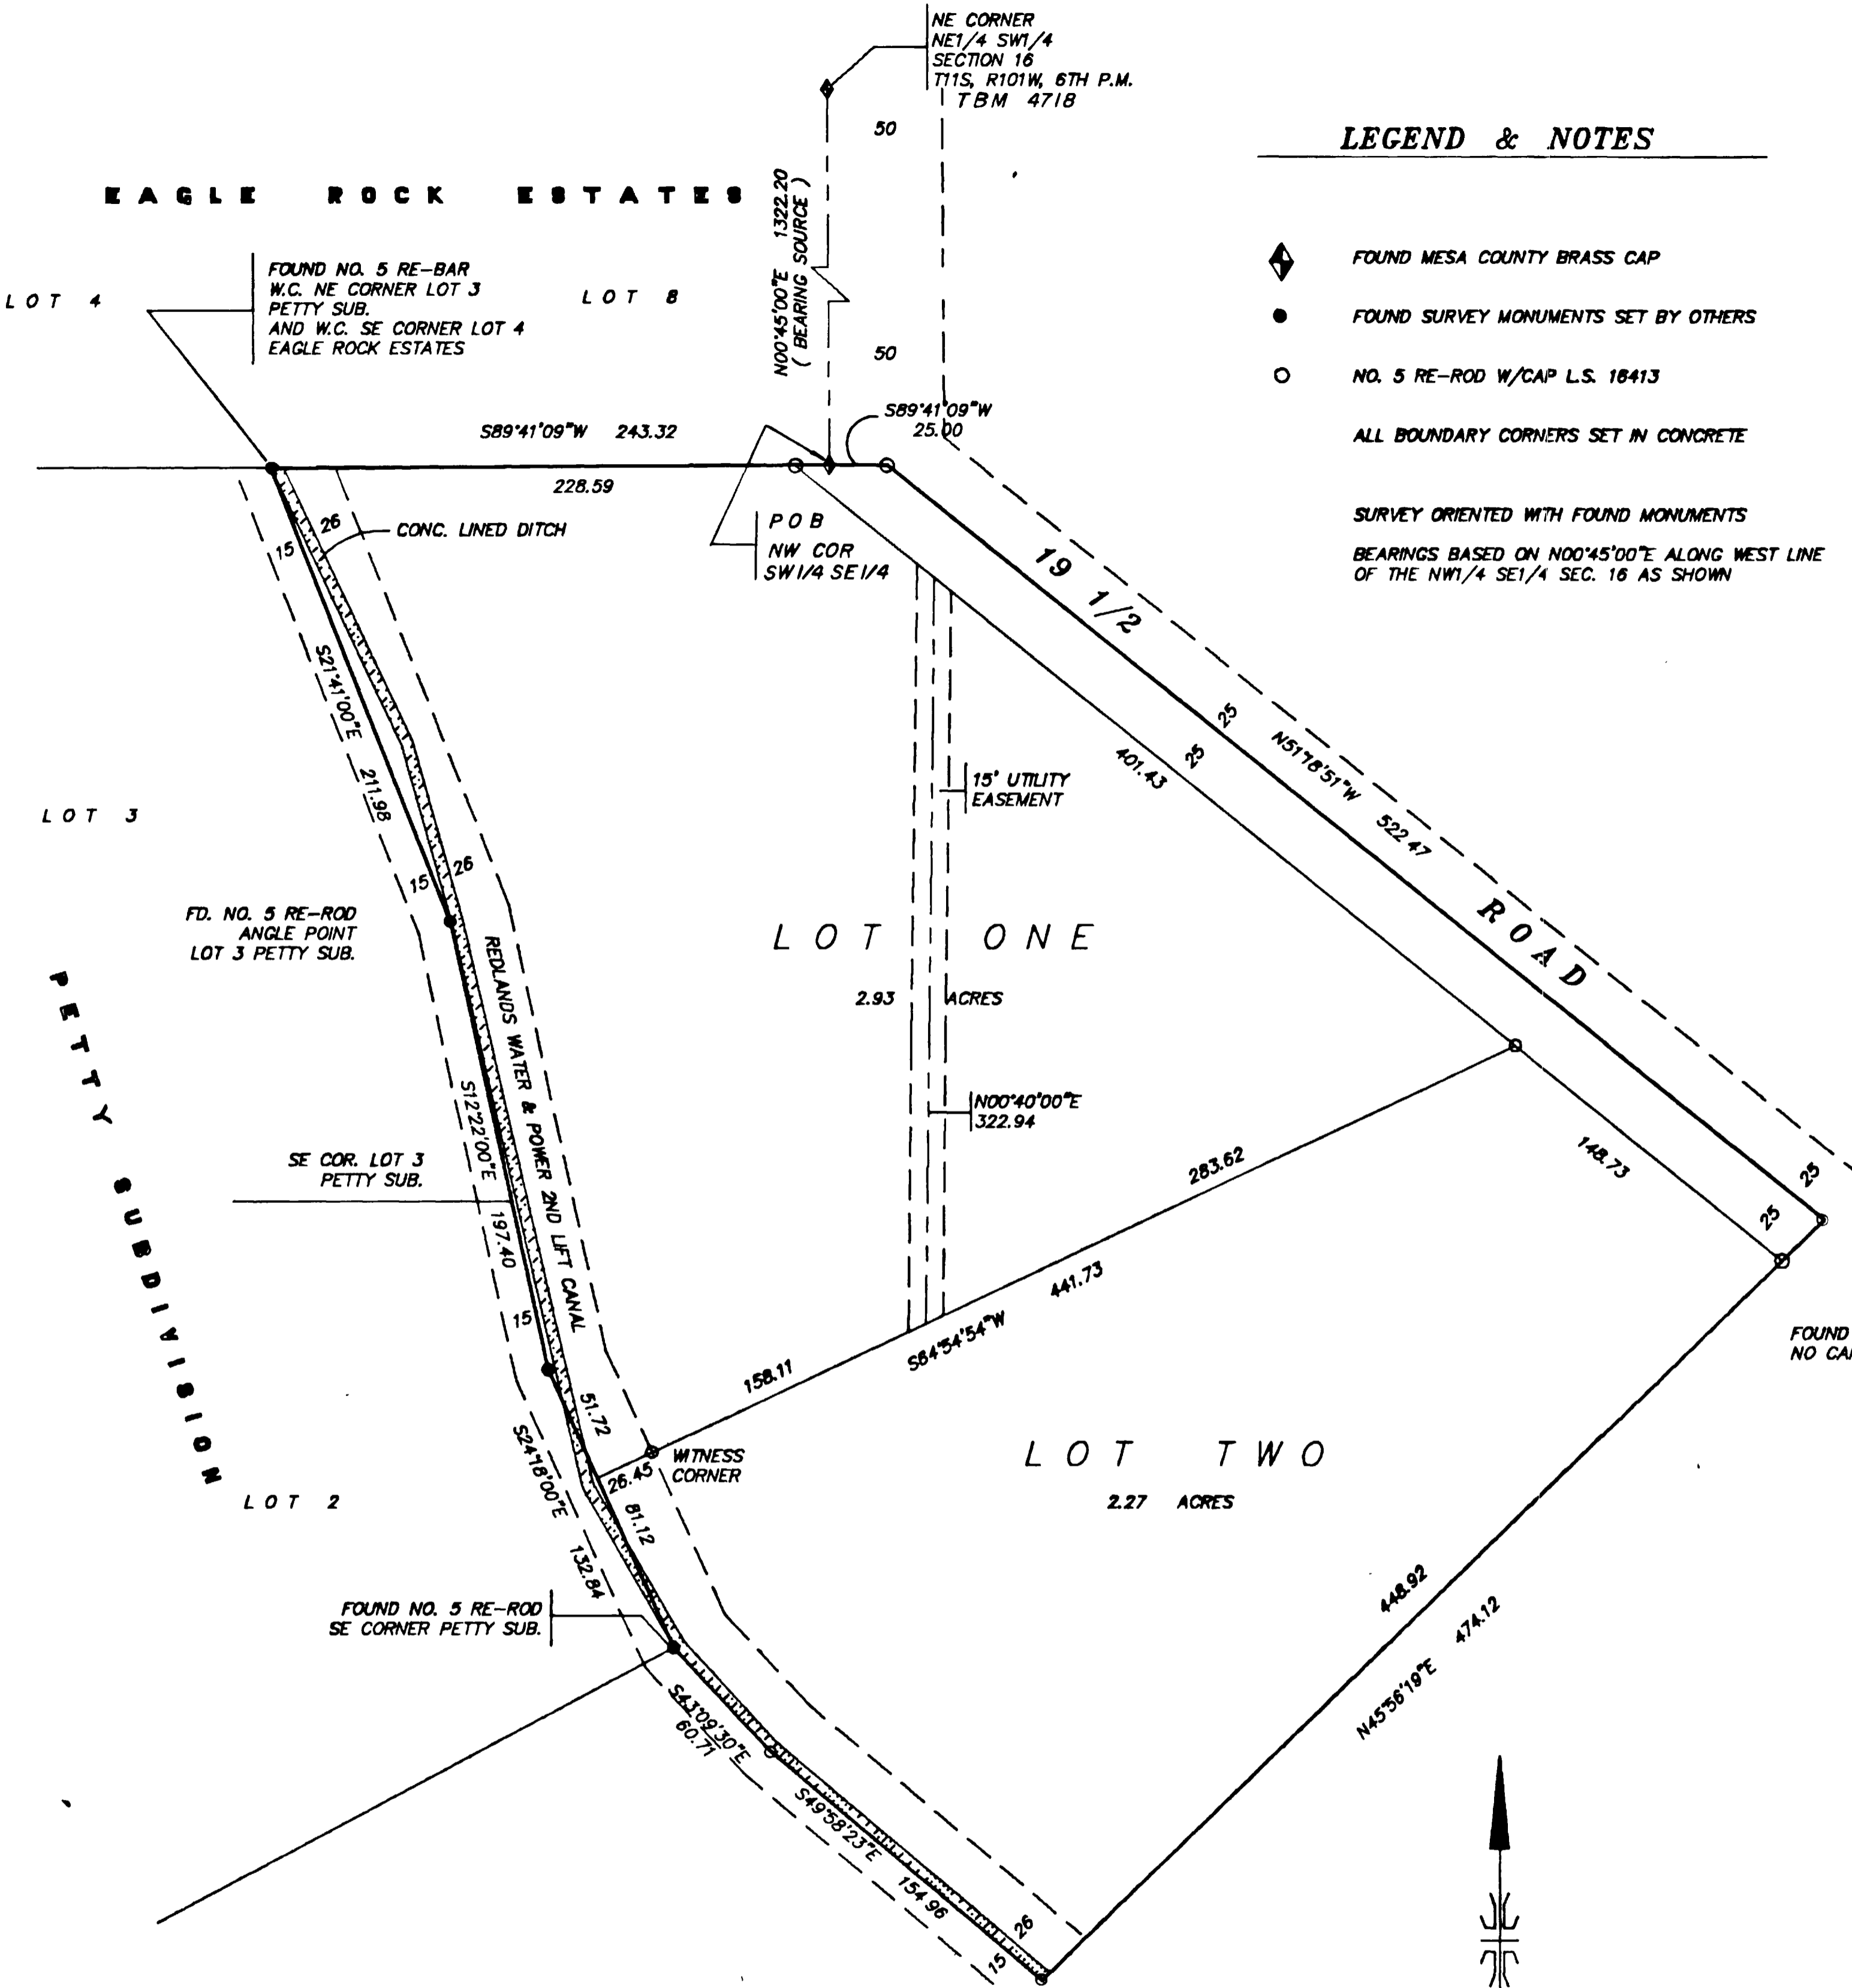 NE CORNER
NE1/4 SW1/4
SECTION 16
T11S, R101W, 6TH P.M.
TBM 4718
50
LEGEND & NOTES
EAGLE ROCK ESTATES
N00°45'00"E 1322.20
( BEARING SOURCE )
FOUND MESA COUNTY BRASS CAP
FOUND SURVEY MONUMENTS SET BY OTHERS
NO. 5 RE-ROD W/CAP L.S. 16413
ALL BOUNDARY CORNERS SET IN CONCRETE
SURVEY ORIENTED WITH FOUND MONUMENTS
BEARINGS BASED ON N00°45'00"E ALONG WEST LINE
OF THE NW1/4 SE1/4 SEC. 16 AS SHOWN
LOT 4
FOUND NO. 5 RE-BAR
W.C. NE CORNER LOT 3
PETTY SUB.
AND W.C. SE CORNER LOT 4
EAGLE ROCK ESTATES
LOT 8
50
S89°41'09"W
25.00
S89°41'09"W 243.32
228.59
POB
NW COR
SW1/4 SE1/4
26
15
CONC. LINED DITCH
19 1/2 ROAD
S21°41'00"E 211.98
25
25
N51°18'51"W 522.47
401.43
15' UTILITY
EASEMENT
LOT 3
15
26
FD. NO. 5 RE-ROD
ANGLE POINT
LOT 3 PETTY SUB.
LOT ONE
2.93 ACRES
REDLANDS WATER & POWER 2ND LIFT CANAL
PETTY SUBDIVISION
S12°22'00"E 197.40
N00°40'00"E
322.94
SE COR. LOT 3
PETTY SUB.
283.62
148.73
25
25
441.73
S64°54'54"W
158.11
15
FOUND
51.72
WITNESS
CORNER
26.45
S24°18'00"E 132.84
81.12
LOT TWO
2.27 ACRES
LOT 2
FOUND NO. 5 RE-ROD
SE CORNER PETTY SUB.
448.92
N45°56'19"E 474.12
S43°09'30"E
60.71
S49°58'23"E 154.96
26
15